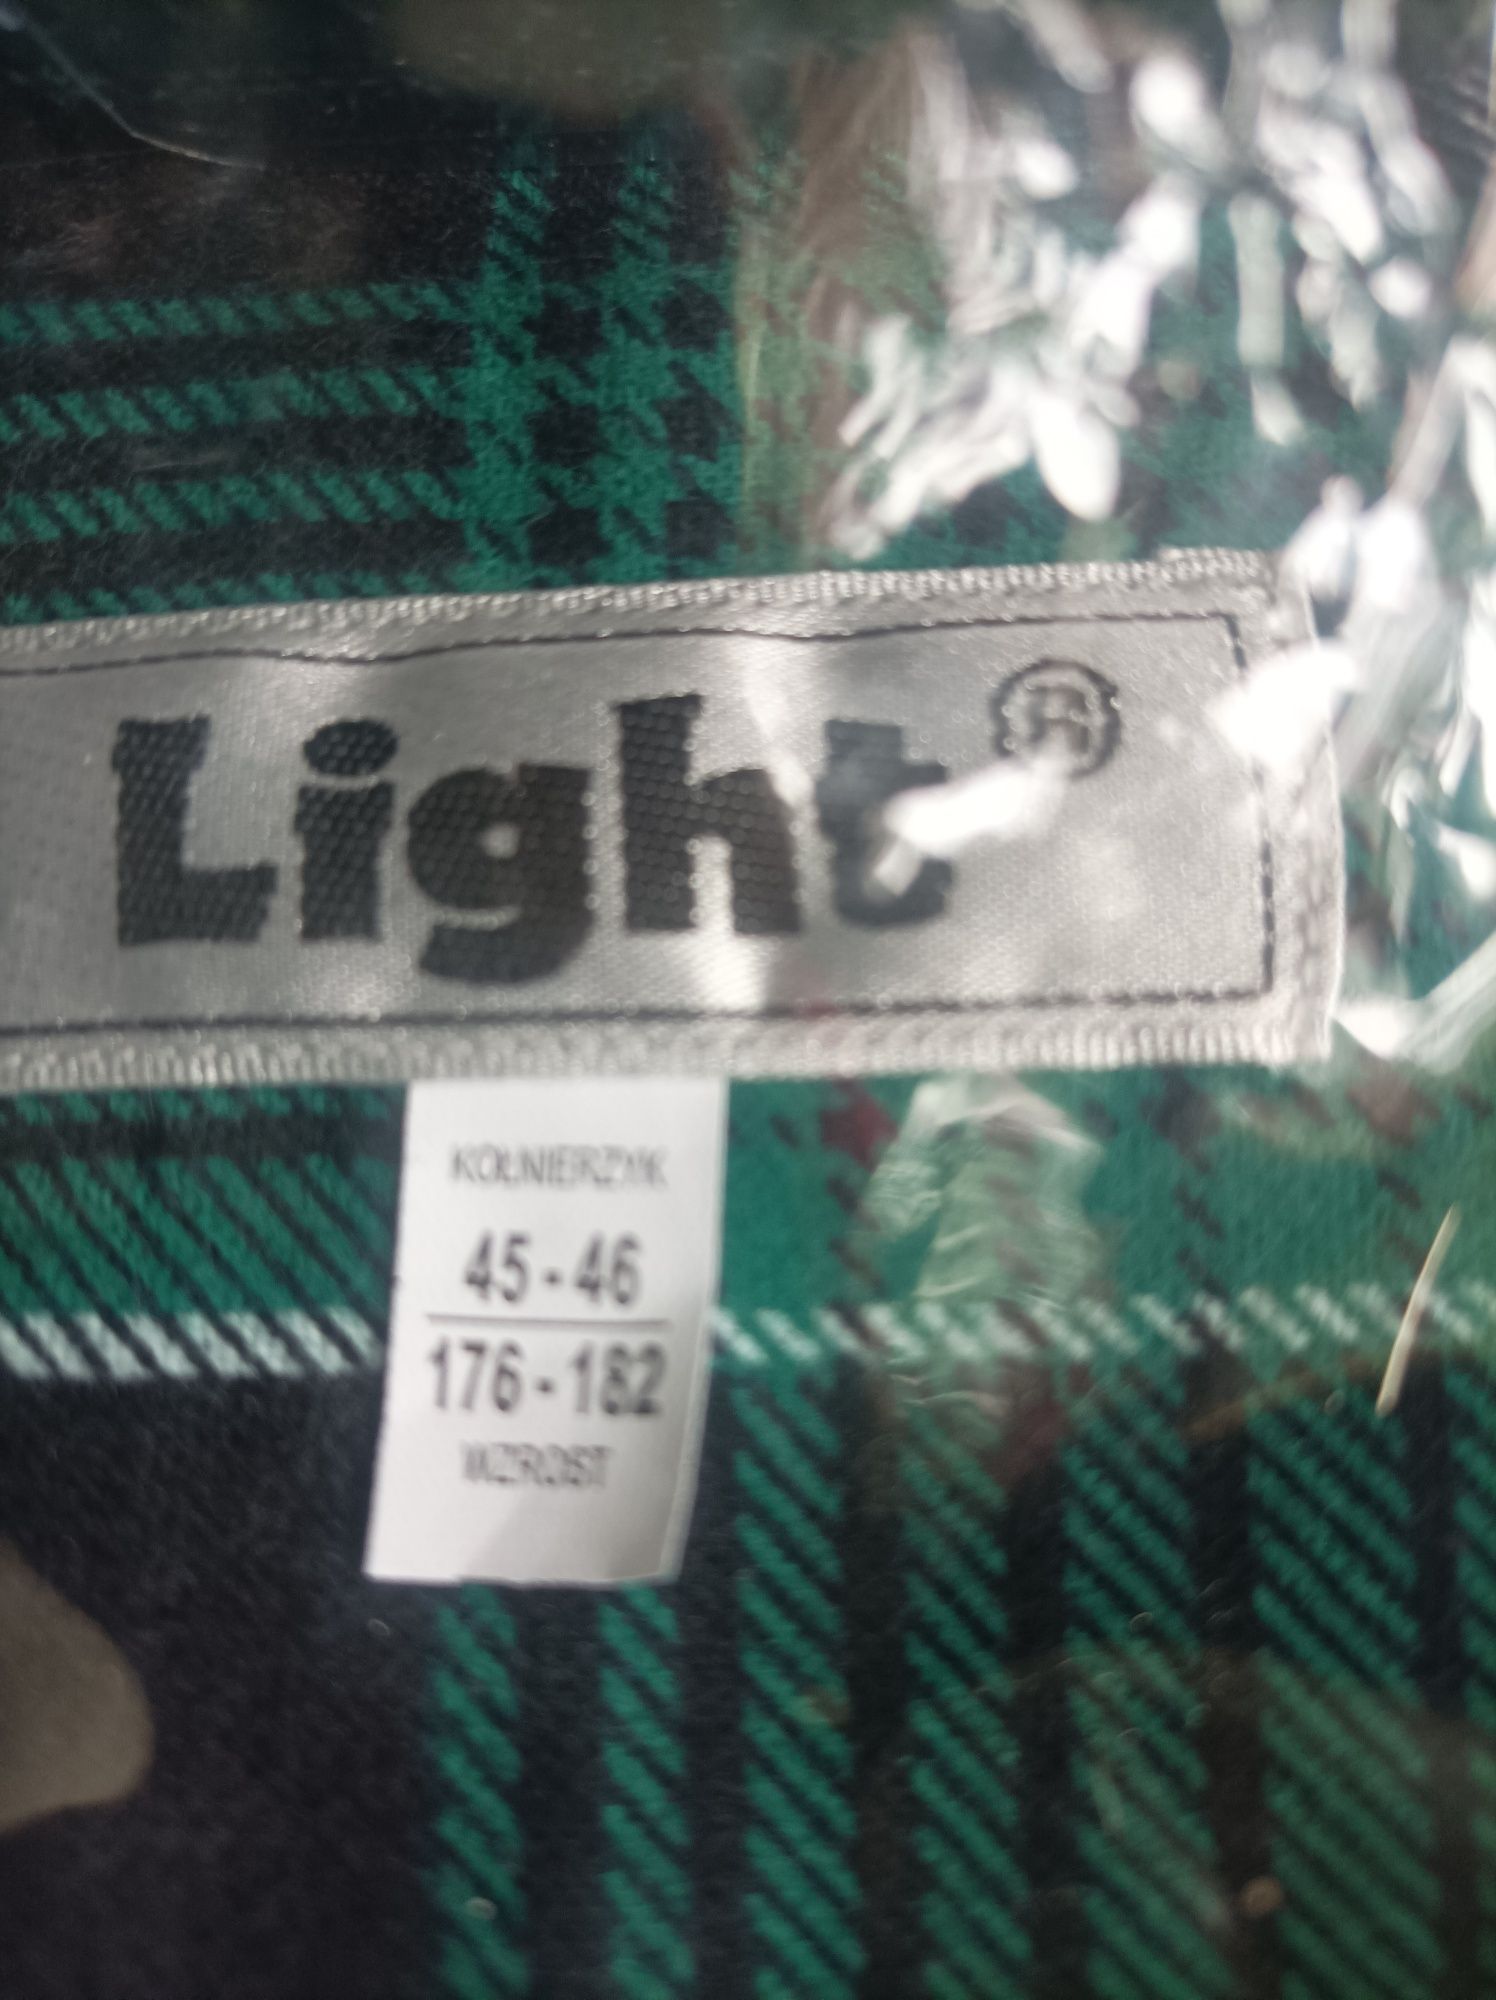 Light®
KOŁNIERZYK
45 - 46
176 - 182
WZROST